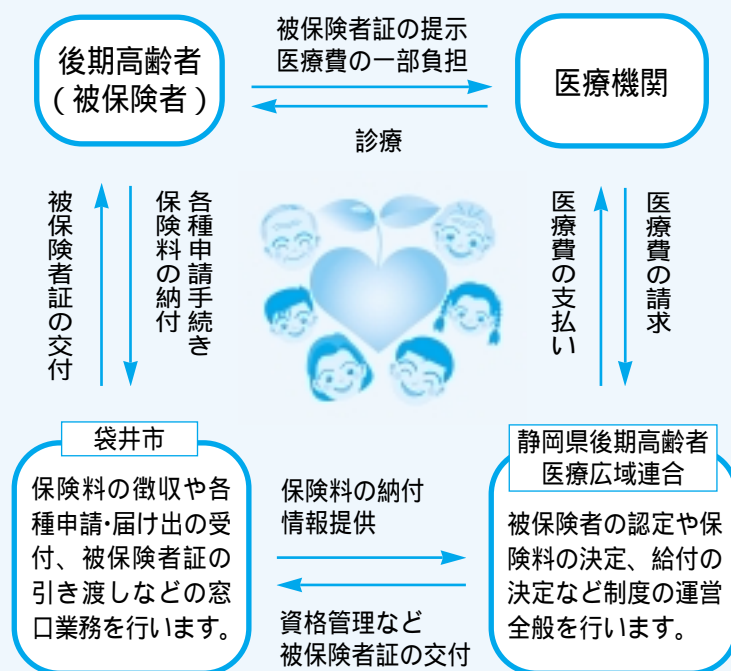 後期高齢者
（被保険者）
被保険者証の提示
医療費の一部負担
医療機関
診療
被保険者証の交付
各種申請手続き
保険料の納付
医療費の支払い
医療費の請求
袋井市
保険料の徴収や各
種申請･届け出の受
付、被保険者証の
引き渡しなどの窓
口業務を行います。
保険料の納付
情報提供
資格管理など
被保険者証の交付
静岡県後期高齢者
医療広域連合
被保険者の認定や保
険料の決定、給付の
決定など制度の運営
全般を行います。